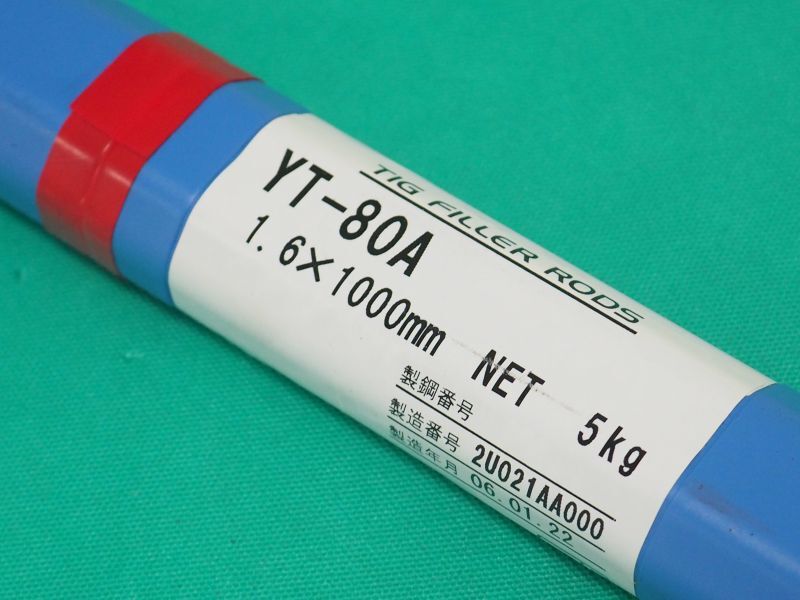 TIG FILLER RODS
YT-80A
1.6×1000mm NET 5kg
製鋼番号
製造番号 2U021AA000
製造年月 06.01.22